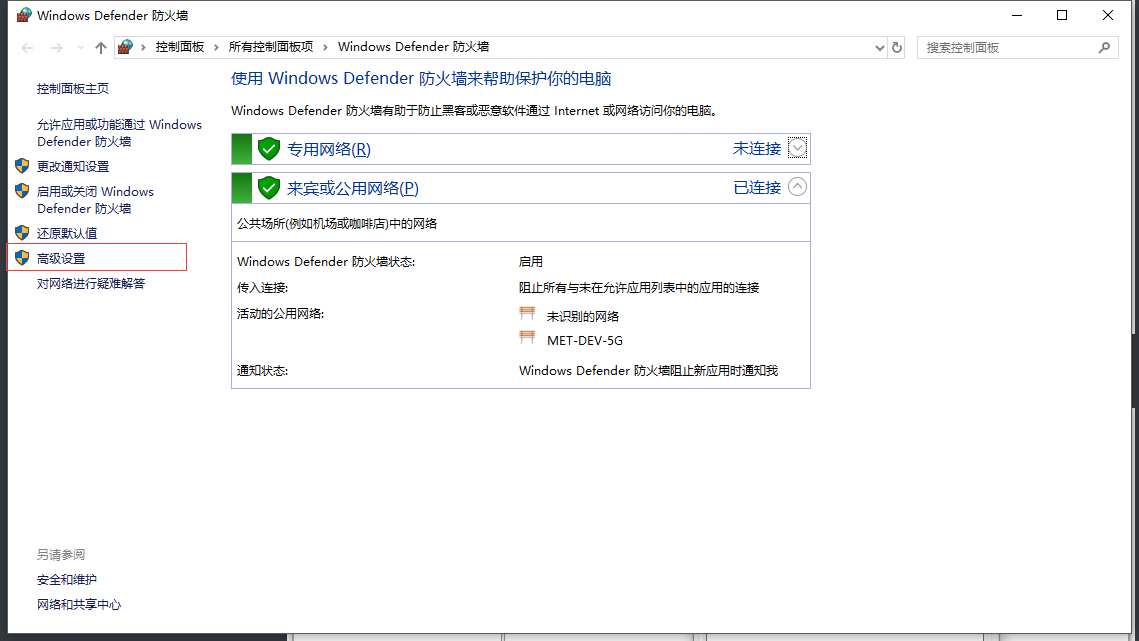 Windows Defender 防火墙
控制面板 所有控制面板项 Windows Defender 防火墙
搜索控制面板
控制面板主页
允许应用或功能通过 Windows
Defender 防火墙
更改通知设置
启用或关闭 Windows
Defender 防火墙
还原默认值
高级设置
对网络进行疑难解答
另请参阅
安全和维护
网络和共享中心
使用 Windows Defender 防火墙来帮助保护你的电脑
Windows Defender 防火墙有助于防止黑客或恶意软件通过 Internet 或网络访问你的电脑。
专用网络(R) 未连接
来宾或公用网络(P) 已连接
公共场所(例如机场或咖啡店)中的网络
Windows Defender 防火墙状态: 启用
传入连接: 阻止所有与未在允许应用列表中的应用的连接
活动的公用网络: 未识别的网络
MET-DEV-5G
通知状态: Windows Defender 防火墙阻止新应用时通知我